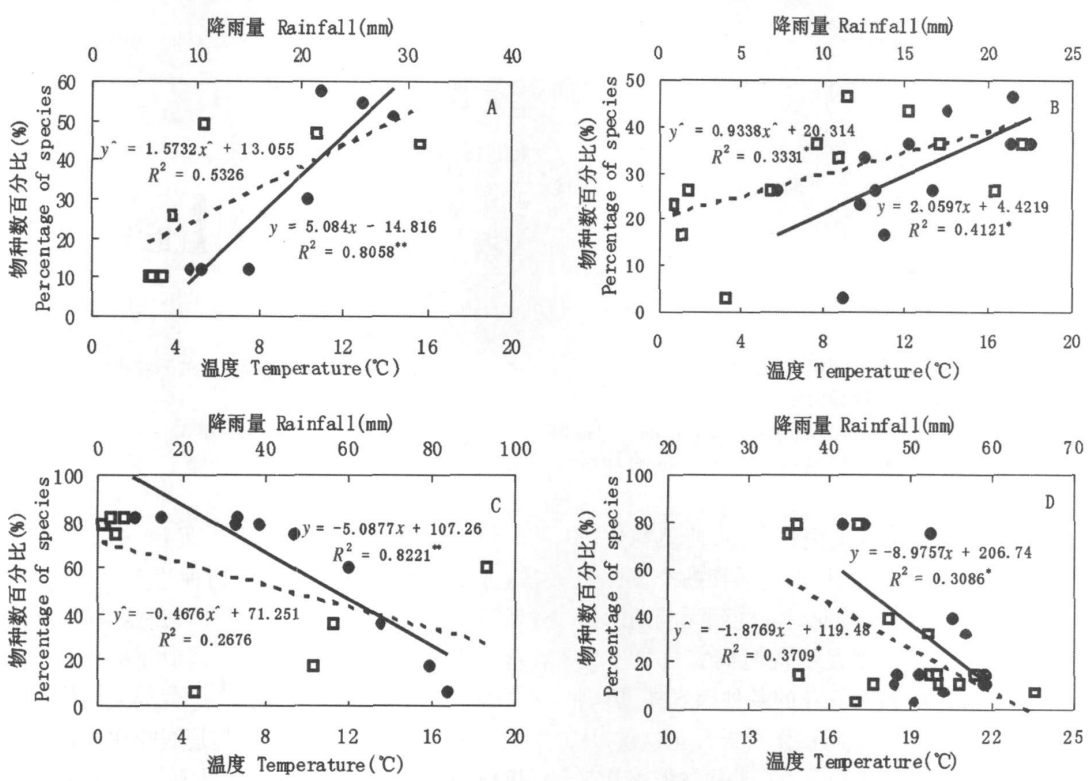 降雨量 Rainfall(mm)
0 10 20 30 40
物种数百分比(%)
Percentage of species
60
50
40
30
20
10
0
A
yˆ = 1.5732xˆ + 13.055
R² = 0.5326
y = 5.084x - 14.816
R² = 0.8058**
0 4 8 12 16 20
温度 Temperature(℃)
降雨量 Rainfall(mm)
0 5 10 15 20 25
物种数百分比(%)
Percentage of species
50
40
30
20
10
0
B
yˆ = 0.9338xˆ + 20.314
R² = 0.3331*
y = 2.0597x + 4.4219
R² = 0.4121*
0 4 8 12 16 20
温度 Temperature(℃)
降雨量 Rainfall(mm)
0 20 40 60 80 100
物种数百分比(%)
Percentage of species
100
80
60
40
20
0
C
y = -5.0877x + 107.26
R² = 0.8221**
yˆ = -0.4676xˆ + 71.251
R² = 0.2676
0 4 8 12 16 20
温度 Temperature(℃)
降雨量 Rainfall(mm)
20 30 40 50 60 70
物种数百分比(%)
Percentage of species
100
80
60
40
20
0
D
y = -8.9757x + 206.74
R² = 0.3086*
yˆ = -1.8769xˆ + 119.48
R² = 0.3709*
10 13 16 19 22 25
温度 Temperature(℃)